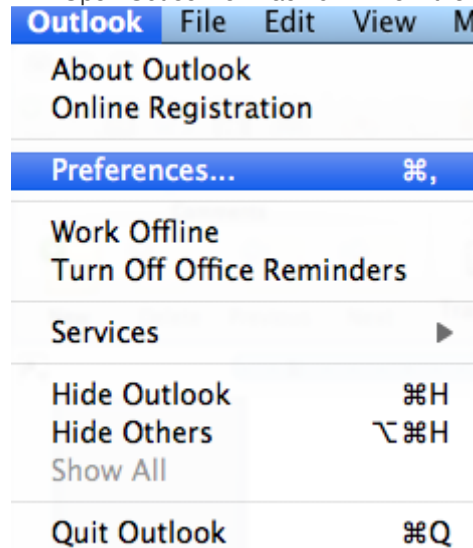 Outlook File Edit View M
About Outlook
Online Registration
Preferences... ⌘,
Work Offline
Turn Off Office Reminders
Services ▶
Hide Outlook ⌘H
Hide Others ⌥⌘H
Show All
Quit Outlook ⌘Q